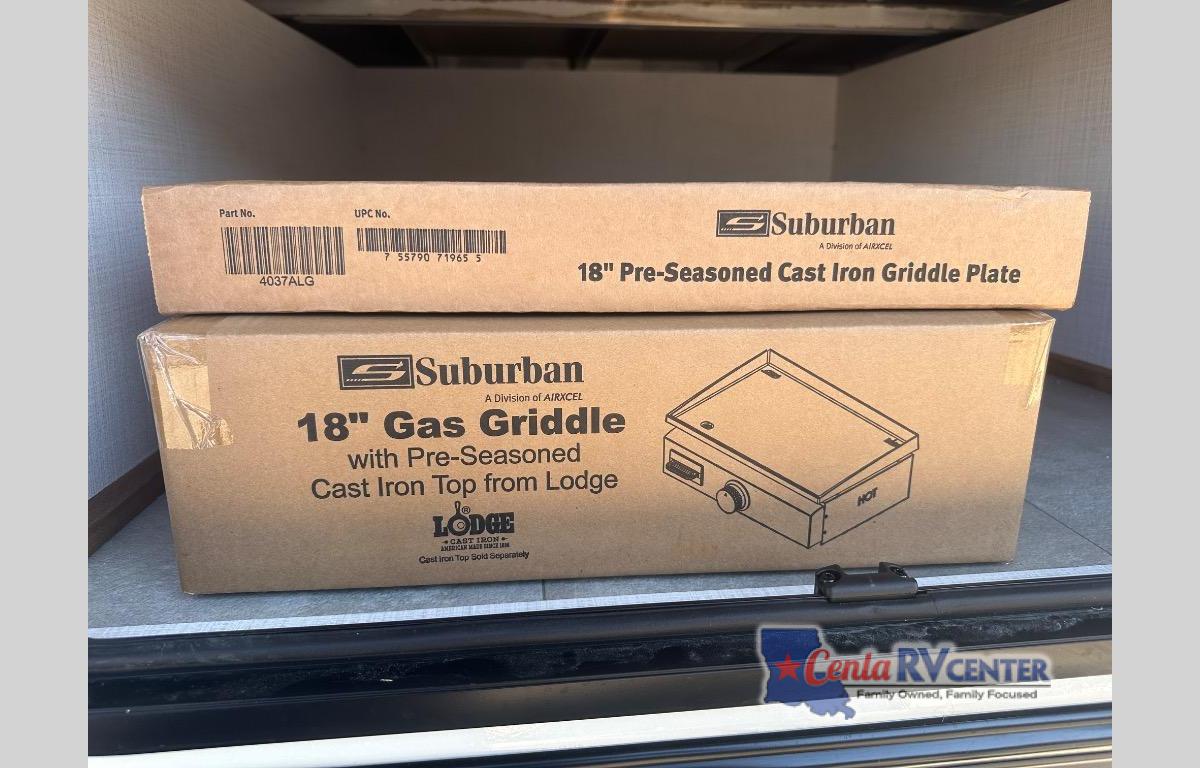 Part No.
UPC No.
4037ALG
7 55790 71965 5
Suburban
A Division of AIRXCEL
18" Pre-Seasoned Cast Iron Griddle Plate
Suburban
A Division of AIRXCEL
18" Gas Griddle
with Pre-Seasoned
Cast Iron Top from Lodge
LODGE®
CAST IRON
AMERICAN MADE SINCE 1896
Cast Iron Top Sold Separately
HOT
Cenla RV CENTER
Family Owned, Family Focused